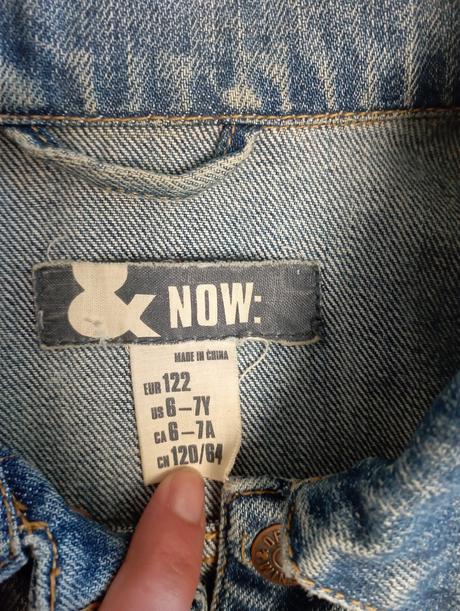 & NOW:
MADE IN CHINA
EUR 122
US 6–7Y
CA 6–7A
CN 120/64